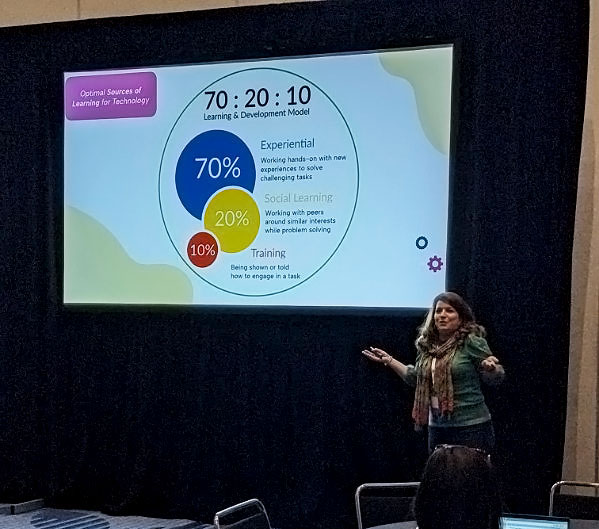 Optimal Sources of
Learning for Technology
70 : 20 : 10
Learning & Development Model
70%
Experiential
Working hands-on with new
experiences to solve
challenging tasks
20%
Social Learning
Working with peers
around similar interests
while problem solving
10%
Training
Being shown or told
how to engage in a task